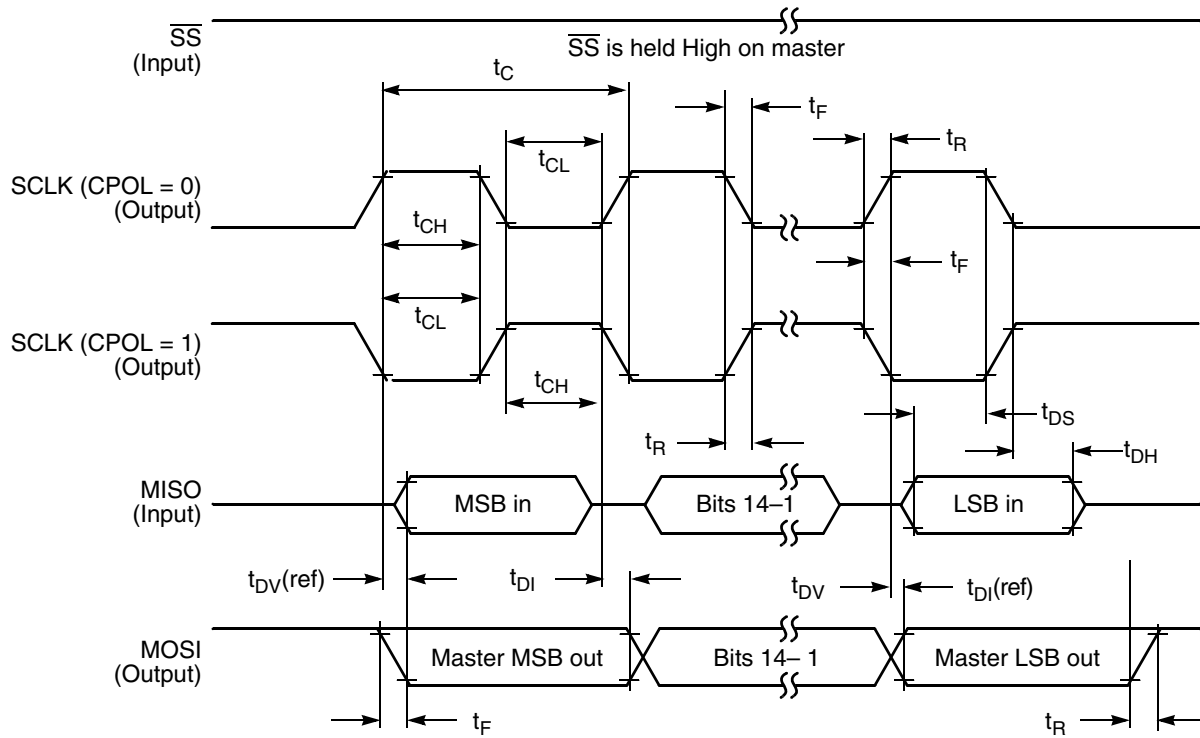 SS
(Input)
SS is held High on master
tC
tF
tR
tCL
SCLK (CPOL = 0)
(Output)
tCH
tF
tCL
SCLK (CPOL = 1)
(Output)
tCH
tDS
tR
tDH
MISO
(Input)
MSB in
Bits 14–1
LSB in
tDV(ref)
tDI
tDV
tDI(ref)
MOSI
(Output)
Master MSB out
Bits 14– 1
Master LSB out
tF
tR